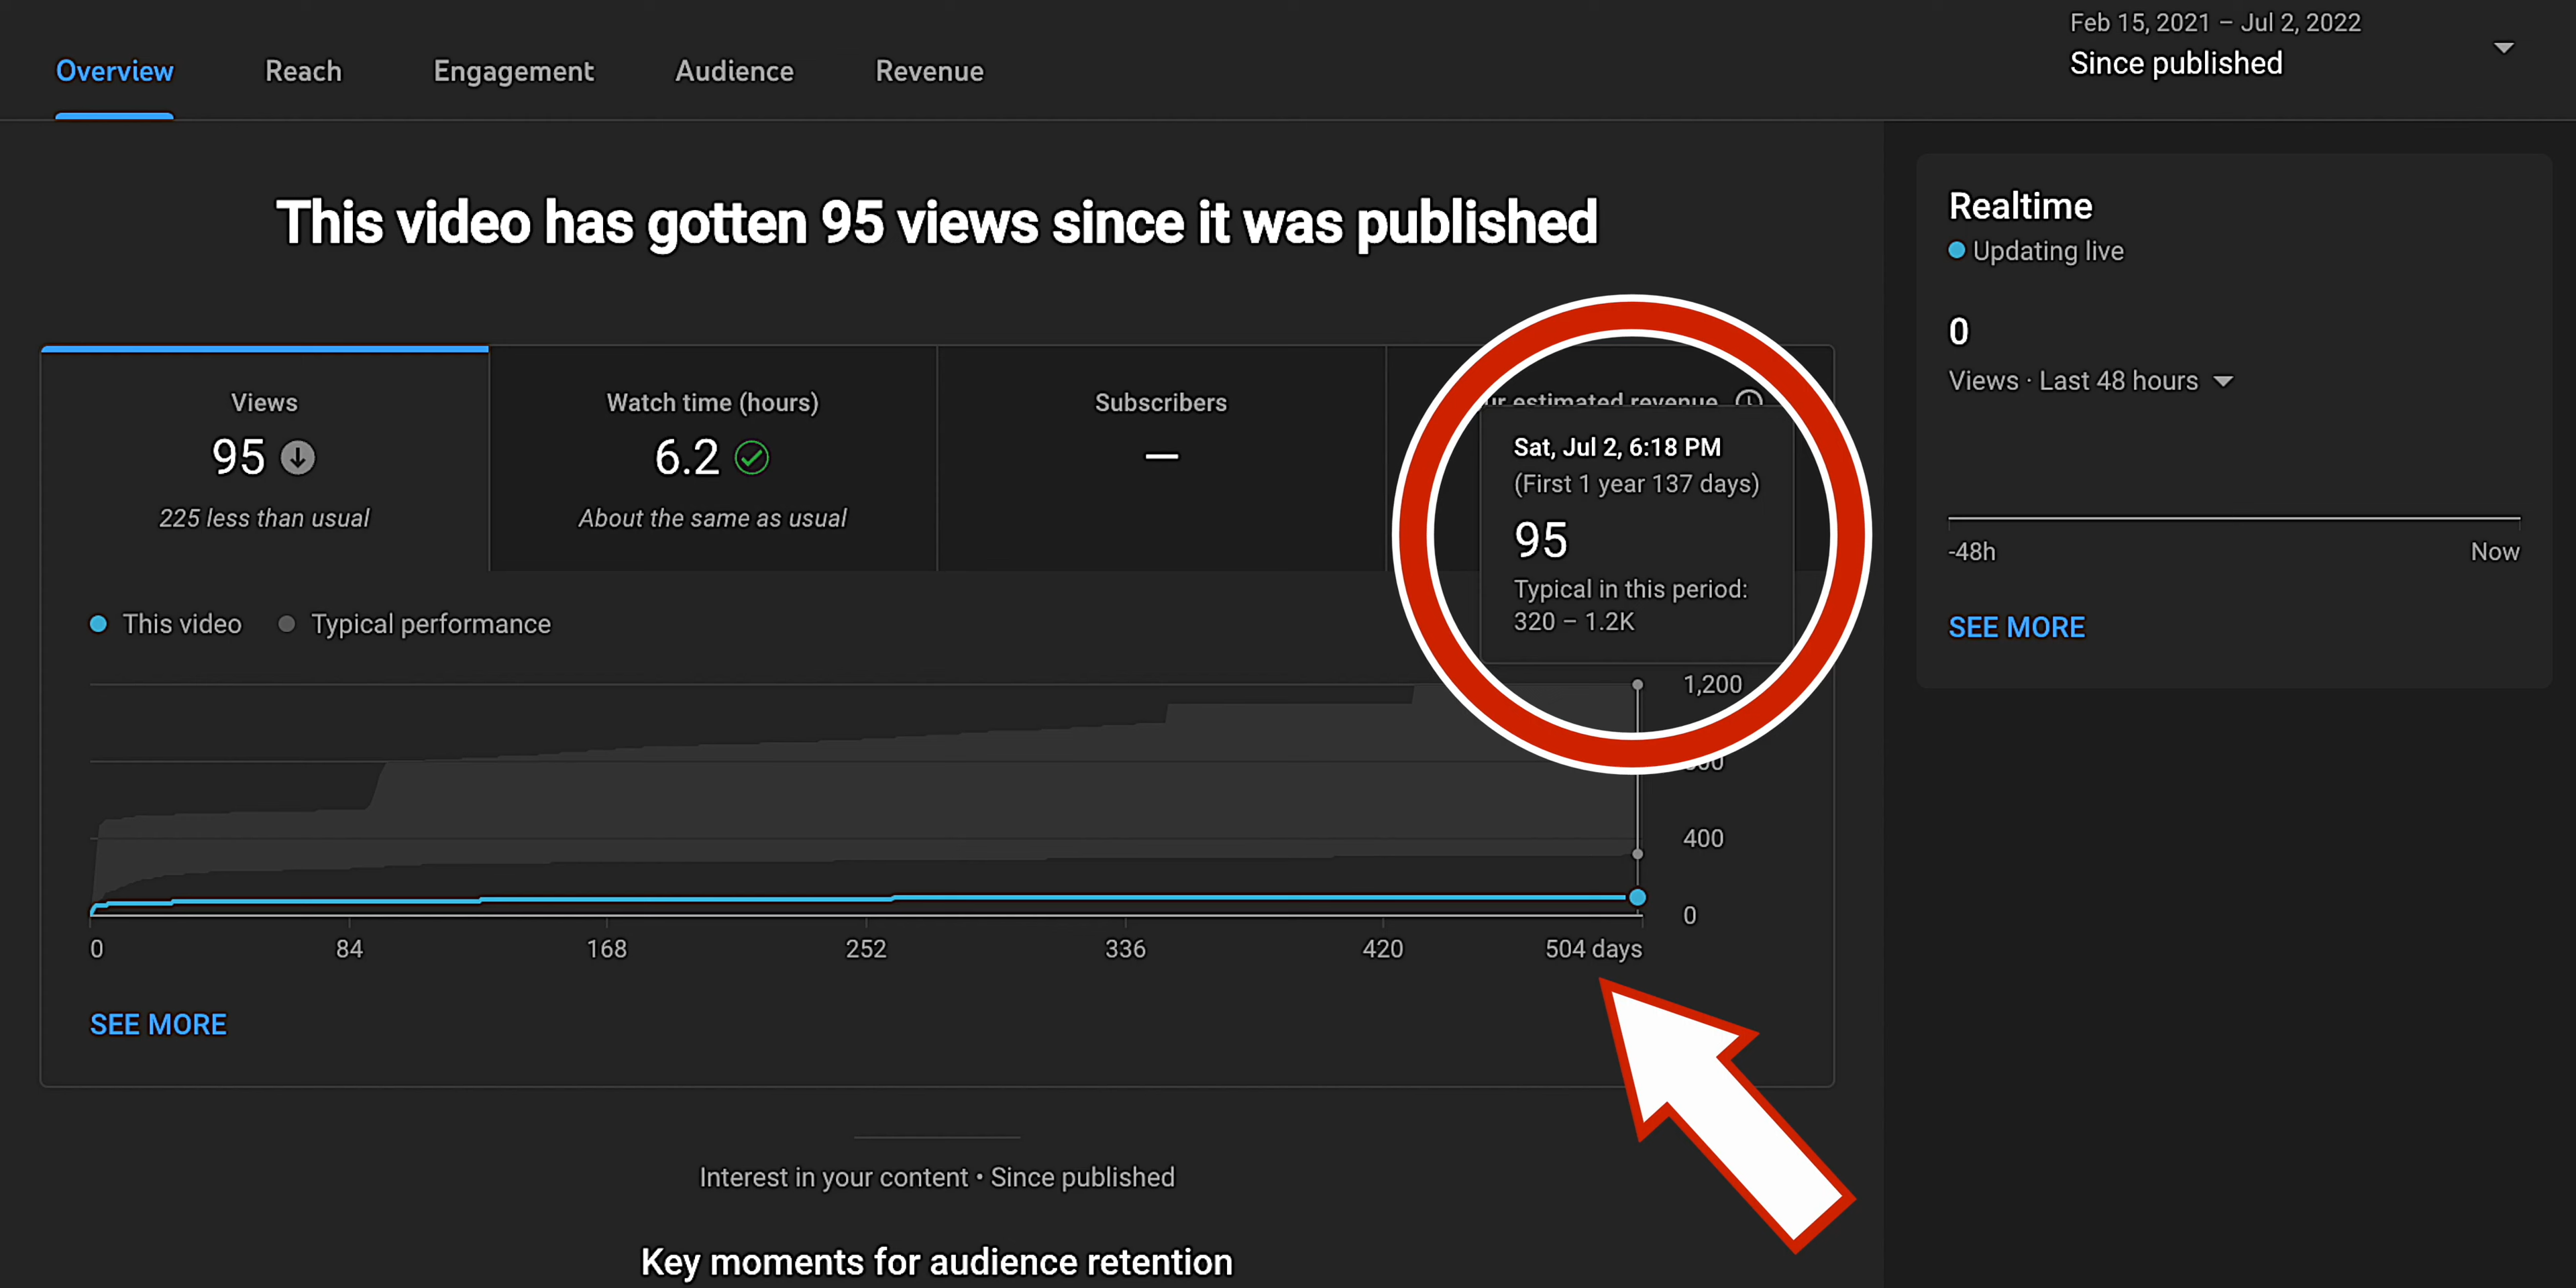 Feb 15, 2021 – Jul 2, 2022
Overview Reach Engagement Audience Revenue
Since published
This video has gotten 95 views since it was published
Views
95
225 less than usual
Watch time (hours)
6.2
About the same as usual
Subscribers
—
estimated revenue
Sat, Jul 2, 6:18 PM
(First 1 year 137 days)
95
Typical in this period:
320 – 1.2K
This video
Typical performance
1,200
400
0
0 84 168 252 336 420 504 days
SEE MORE
Interest in your content • Since published
Key moments for audience retention
Realtime
Updating live
0
Views · Last 48 hours
-48h Now
SEE MORE